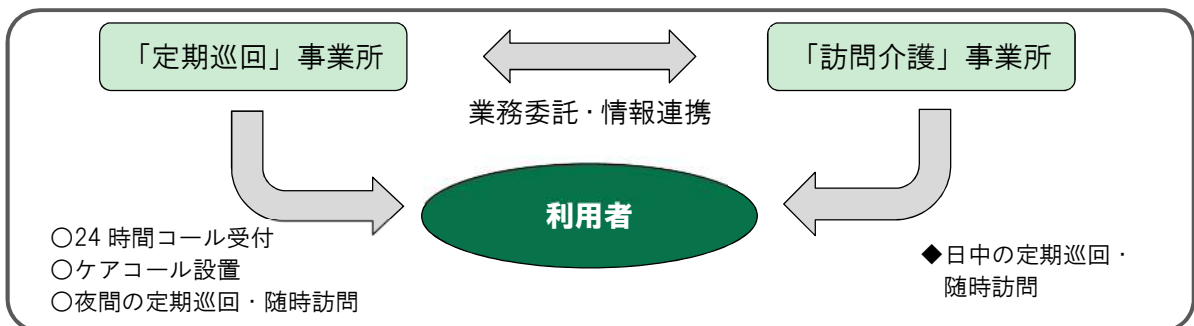 「定期巡回」事業所
「訪問介護」事業所
業務委託・情報連携
利用者
○24 時間コール受付
○ケアコール設置
○夜間の定期巡回・随時訪問
◆日中の定期巡回・
随時訪問